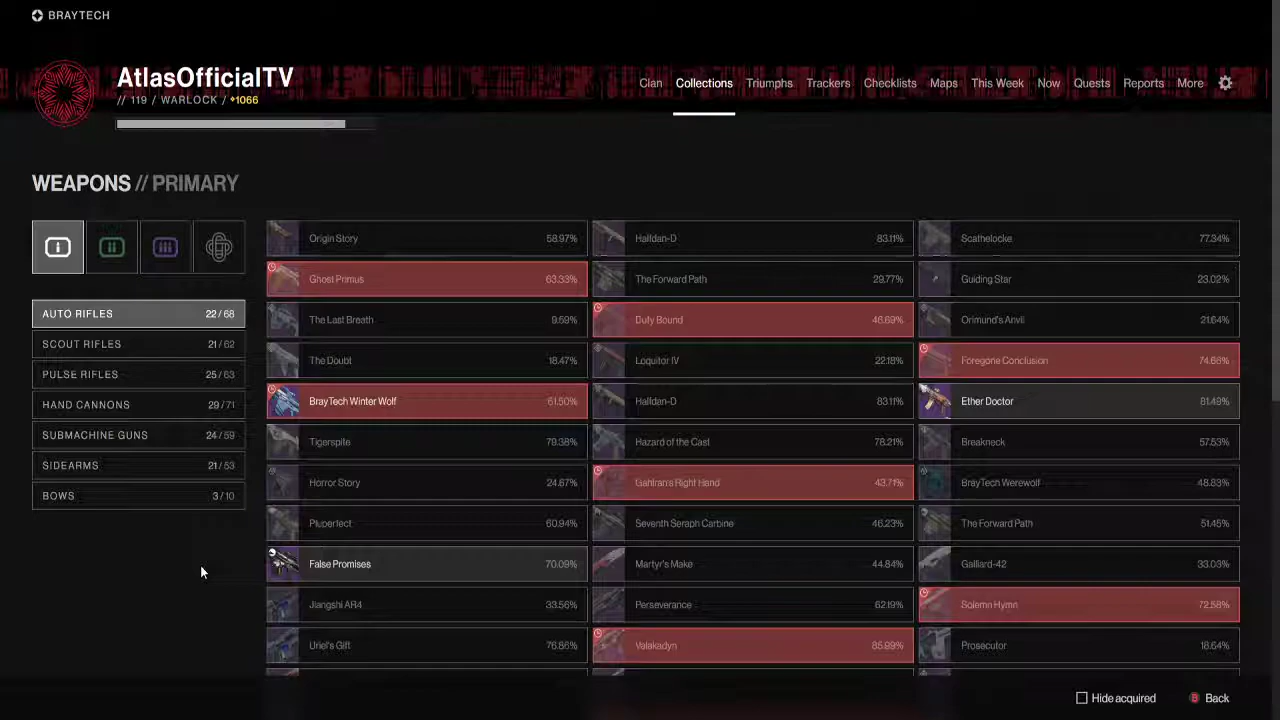 BRAYTECH
AtlasOfficialTV
// 119 / WARLOCK / ✦1066
Clan Collections Triumphs Trackers Checklists Maps This Week Now Quests Reports More
WEAPONS // PRIMARY
AUTO RIFLES 22 / 68
SCOUT RIFLES 21 / 62
PULSE RIFLES 25 / 63
HAND CANNONS 29 / 71
SUBMACHINE GUNS 24 / 59
SIDEARMS 21 / 53
BOWS 3 / 10
Origin Story 58.97% Halfdan-D 83.11% Scathelocke 77.34%
Ghost Primus 63.33% The Forward Path 29.77% Guiding Star 23.02%
The Last Breath 9.59% Duty Bound 46.69% Orimund's Anvil 21.64%
The Doubt 18.47% Loquitor IV 22.18% Foregone Conclusion 74.66%
BrayTech Winter Wolf 61.50% Halfdan-D 83.11% Ether Doctor 81.49%
Tigerspite 79.38% Hazard of the Cast 78.21% Breakneck 57.53%
Horror Story 24.67% Gahlran's Right Hand 43.71% BrayTech Werewolf 48.83%
Pluperfect 60.94% Seventh Seraph Carbine 46.23% The Forward Path 51.45%
False Promises 70.09% Martyr's Make 44.84% Galliard-42 33.03%
Jiangshi AR4 33.56% Perseverance 62.19% Solemn Hymn 72.58%
Uriel's Gift 76.86% Valakadyn 85.99% Prosecutor 18.64%
Hide acquired B Back